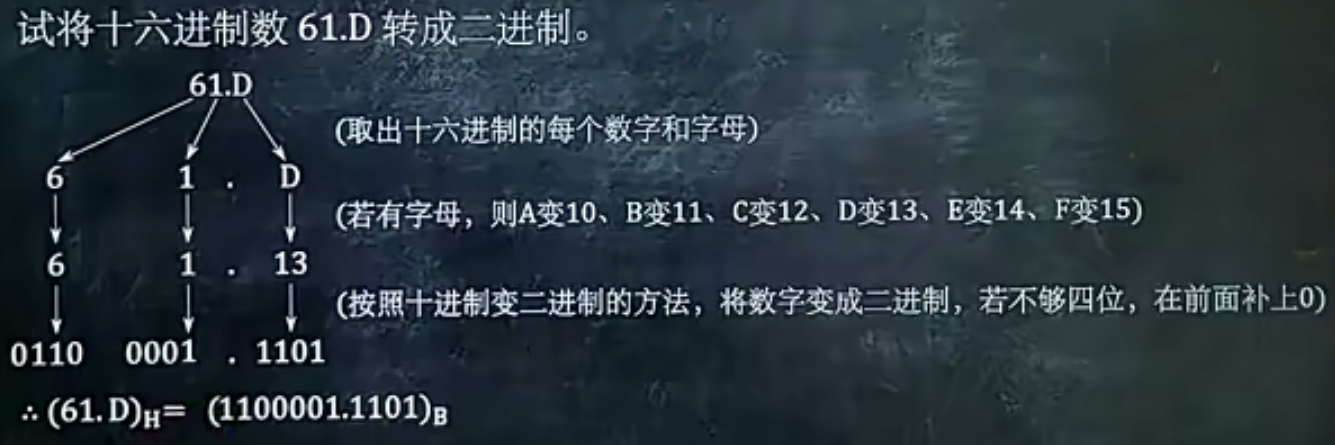 试将十六进制数 61.D 转成二进制。
61.D
(取出十六进制的每个数字和字母)
6 1 . D
(若有字母，则A变10、B变11、C变12、D变13、E变14、F变15)
6 1 . 13
(按照十进制变二进制的方法，将数字变成二进制，若不够四位，在前面补上0)
0110 0001 . 1101
∴ (61.D)H= (1100001.1101)B